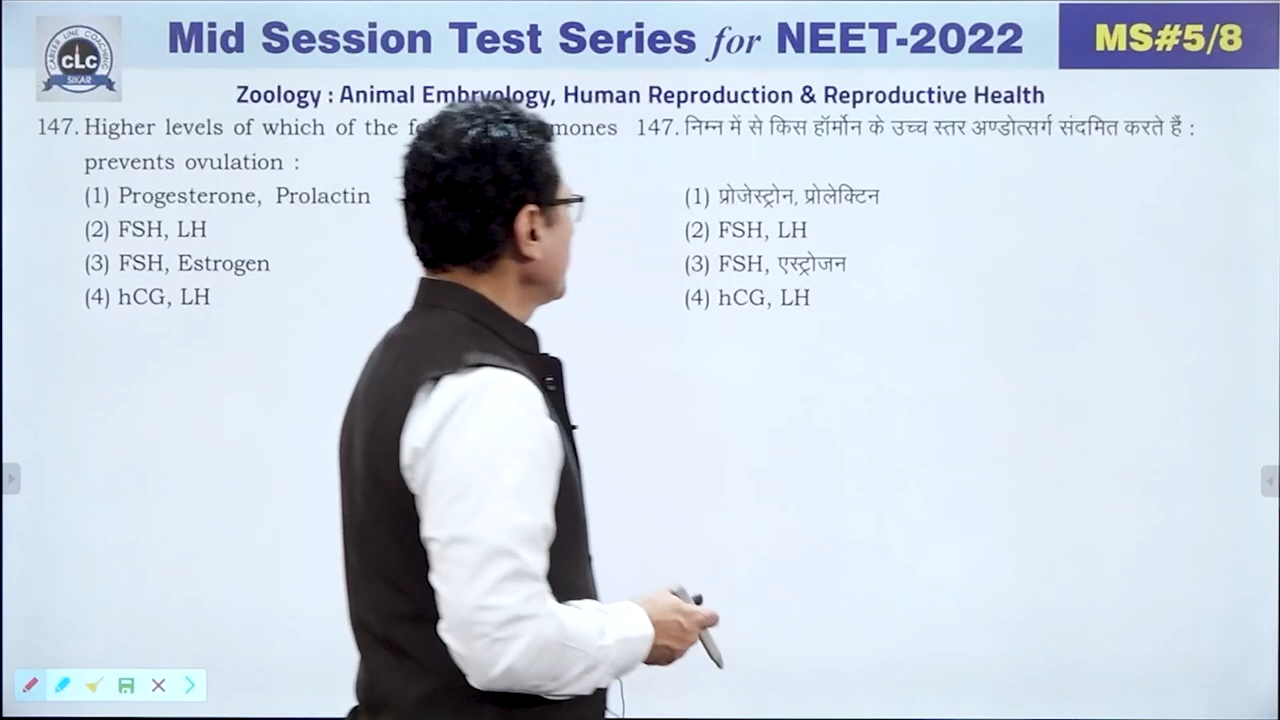 Mid Session Test Series for NEET-2022
MS#5/8
CAREER LINE COACHING
CLC
SIKAR
Zoology : Animal Embryology, Human Reproduction & Reproductive Health
147. Higher levels of which of the
prevents ovulation :
(1) Progesterone, Prolactin
(2) FSH, LH
(3) FSH, Estrogen
(4) hCG, LH
147. निम्न में से किस हॉर्मोन के उच्च स्तर अण्डोत्सर्ग संदमित करते हैं :
(1) प्रोजेस्ट्रोन, प्रोलेक्टिन
(2) FSH, LH
(3) FSH, एस्ट्रोजन
(4) hCG, LH